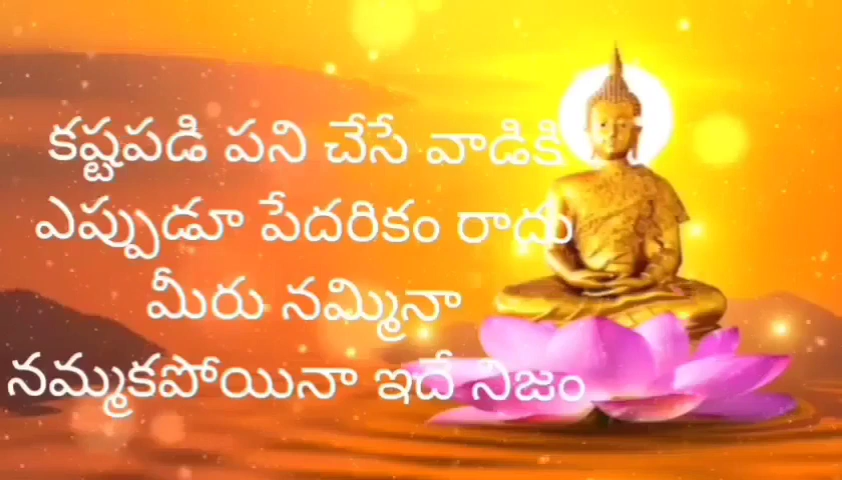 కష్టపడి పని చేసే వాడికి
ఎప్పుడూ పేదరికం రాదు
మీరు నమ్మినా
నమ్మకపోయినా ఇదే నిజం